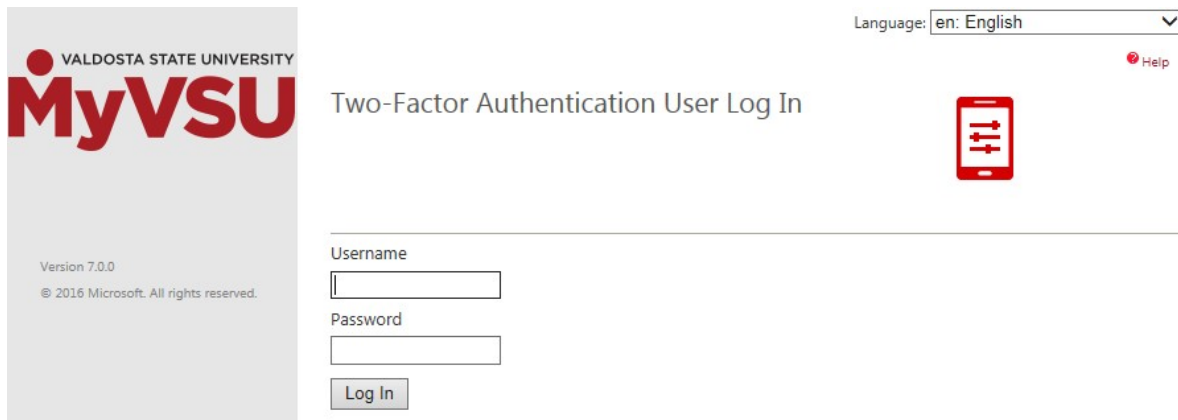 Language: en: English
VALDOSTA STATE UNIVERSITY
MyVSU
Help
Two-Factor Authentication User Log In
Username
Version 7.0.0
© 2016 Microsoft. All rights reserved.
Password
Log In